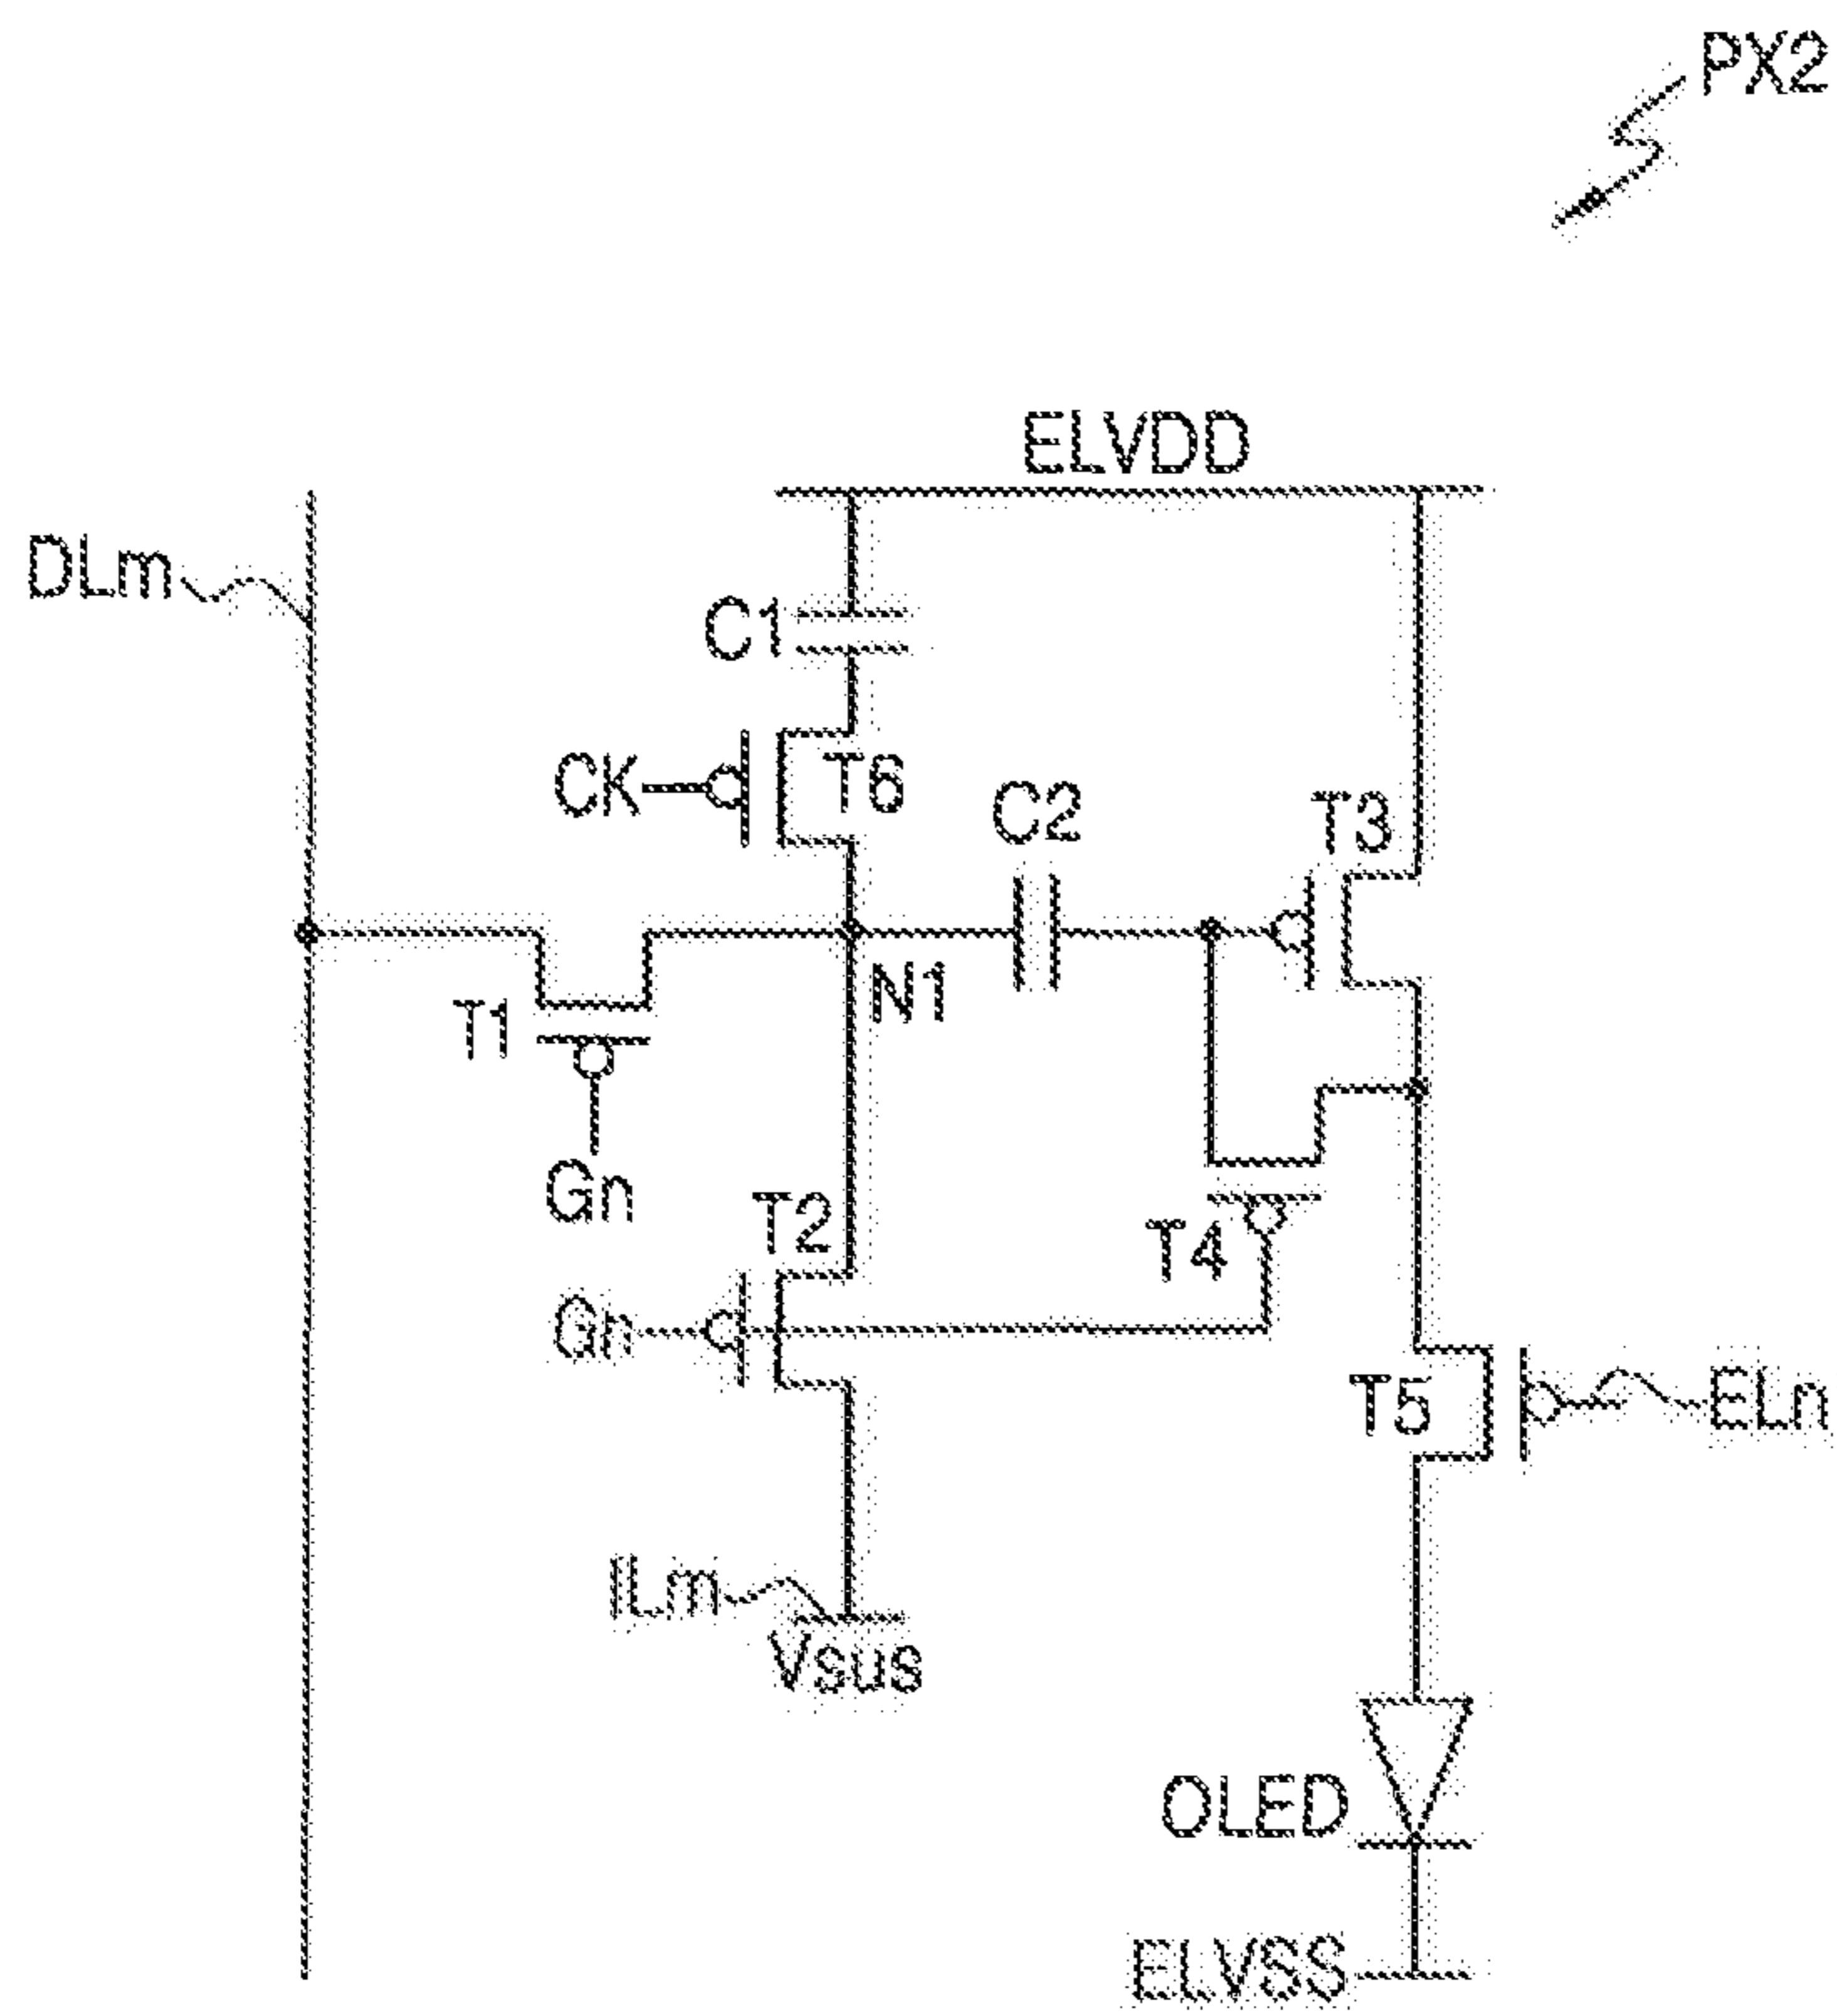 PX2
ELVDD
DLm
C1
CK
T6
C2
T3
N1
T1
Gn
T2
T4
Gn
T5
ELn
ILm
Vsus
OLED
ELVSS